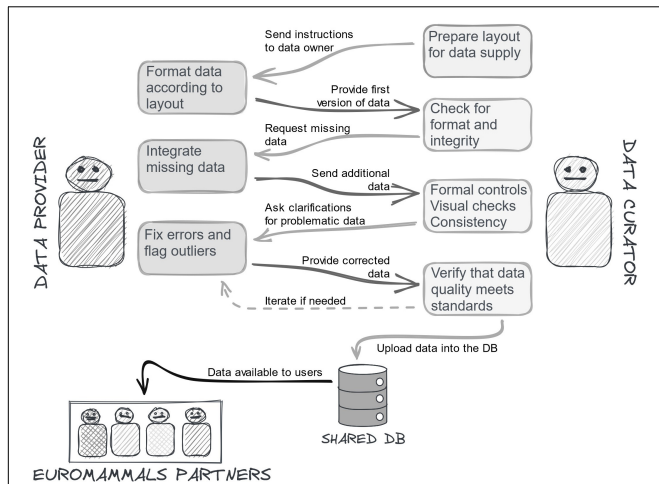 Send instructions
to data owner
Prepare layout
for data supply
Format data
according to
layout
Provide first
version of data
Check for
format and
integrity
Request missing
data
Integrate
missing data
Send additional
data
Formal controls
Visual checks
Consistency
Ask clarifications
for problematic data
Fix errors and
flag outliers
Provide corrected
data
Verify that data
quality meets
standards
Iterate if needed
DATA PROVIDER
DATA CURATOR
Upload data into the DB
Data available to users
SHARED DB
EUROMAMMALS PARTNERS